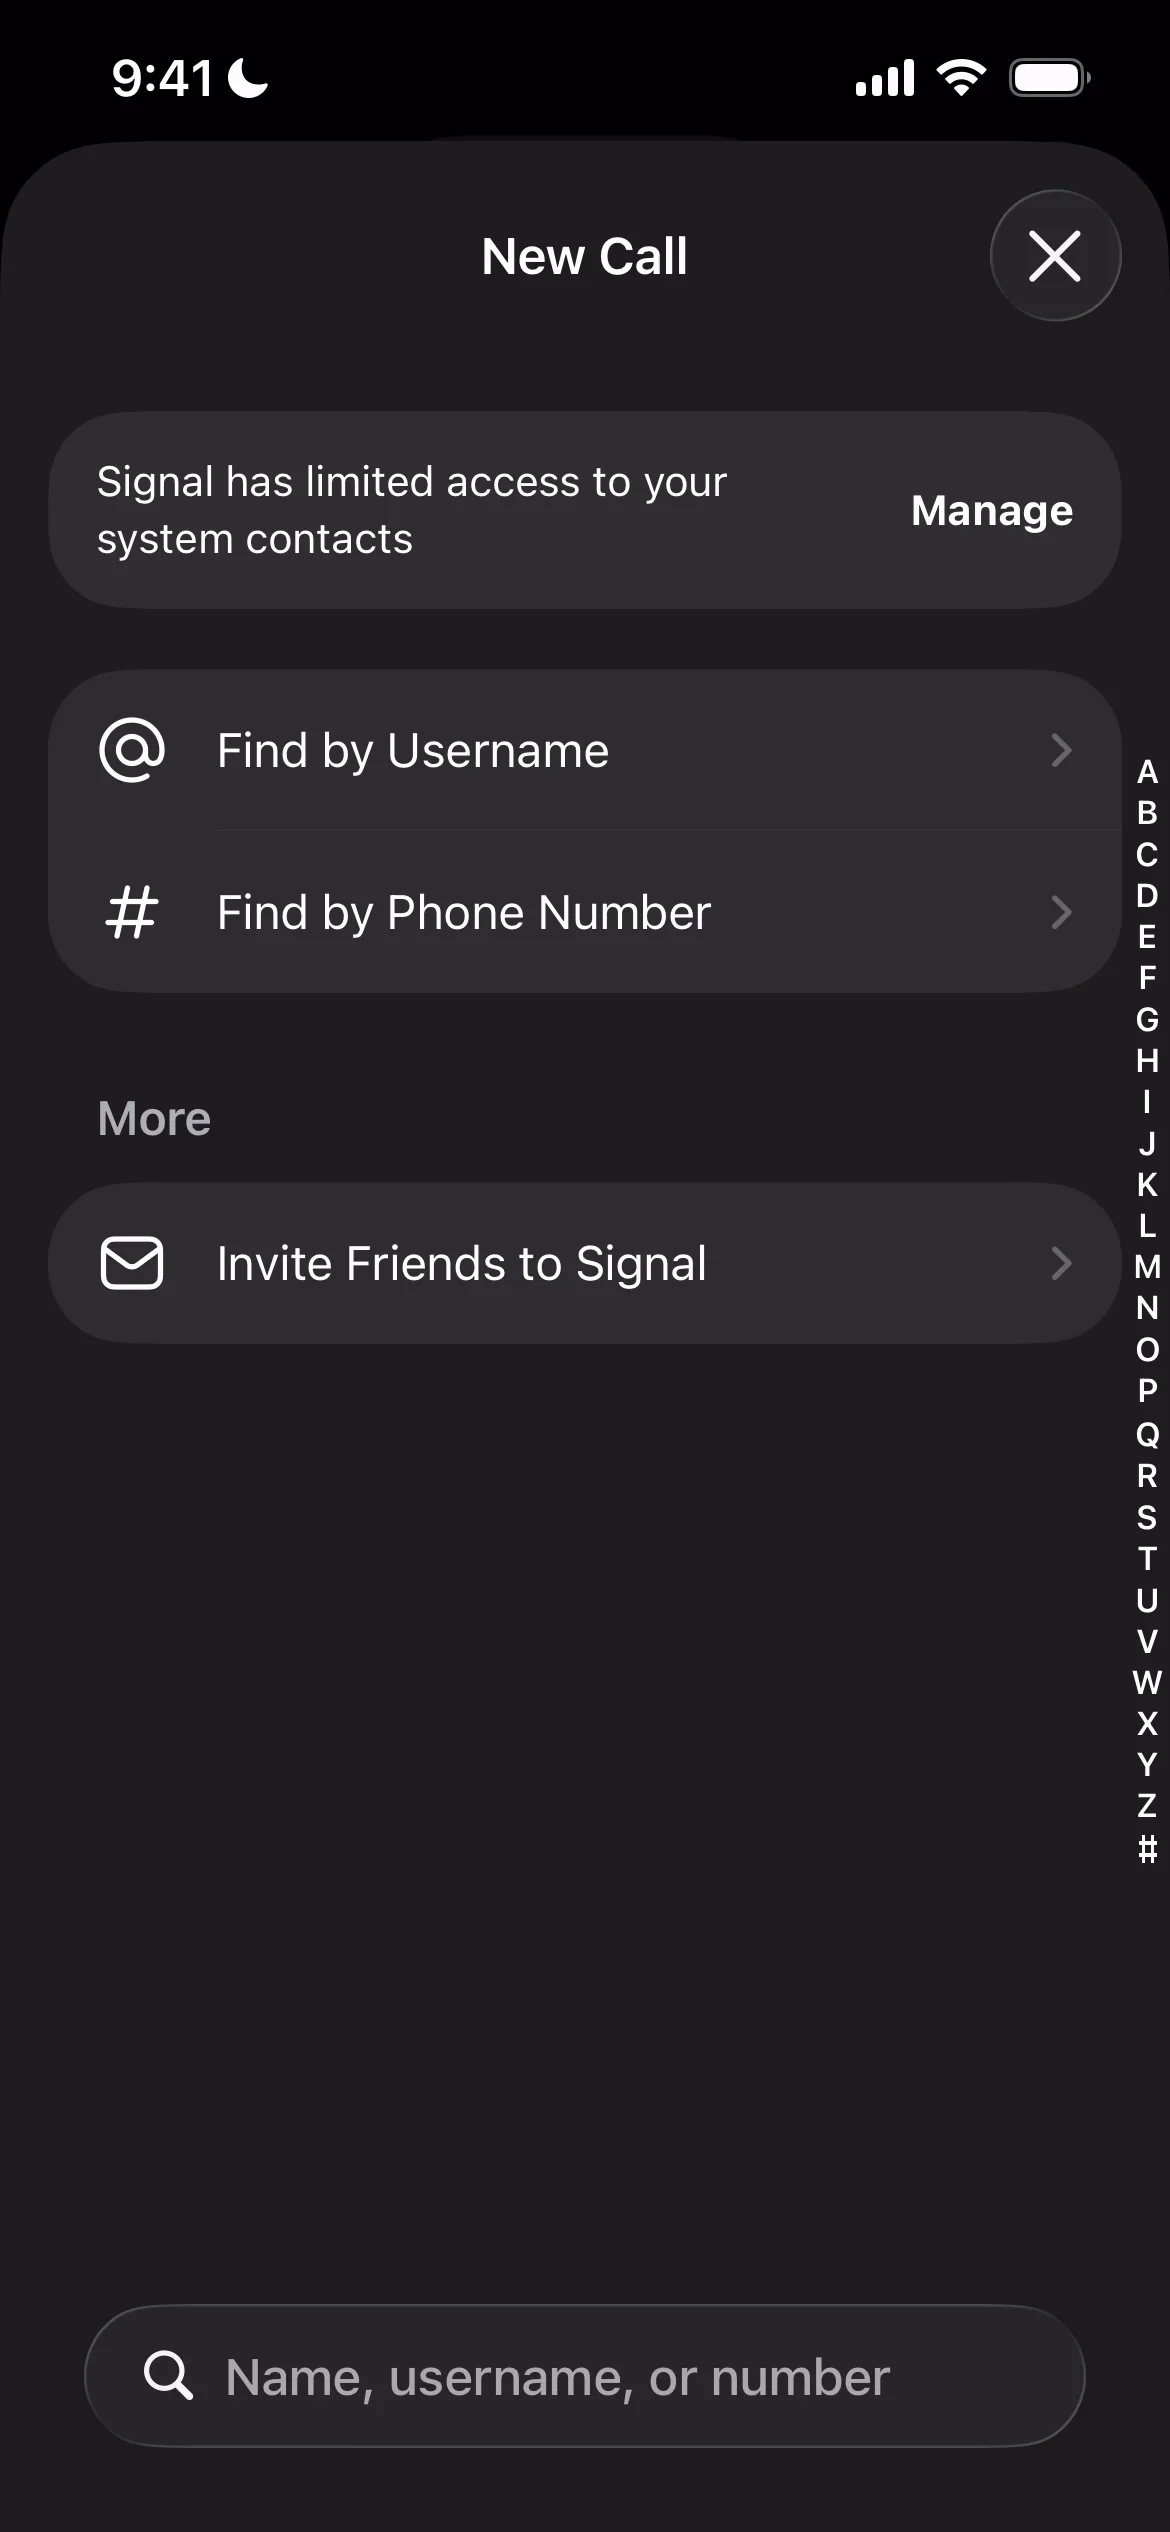 9:41
New Call
Signal has limited access to your
system contacts
Manage
Find by Username
Find by Phone Number
More
Invite Friends to Signal
A
B
C
D
E
F
G
H
I
J
K
L
M
N
O
P
Q
R
S
T
U
V
W
X
Y
Z
#
Name, username, or number